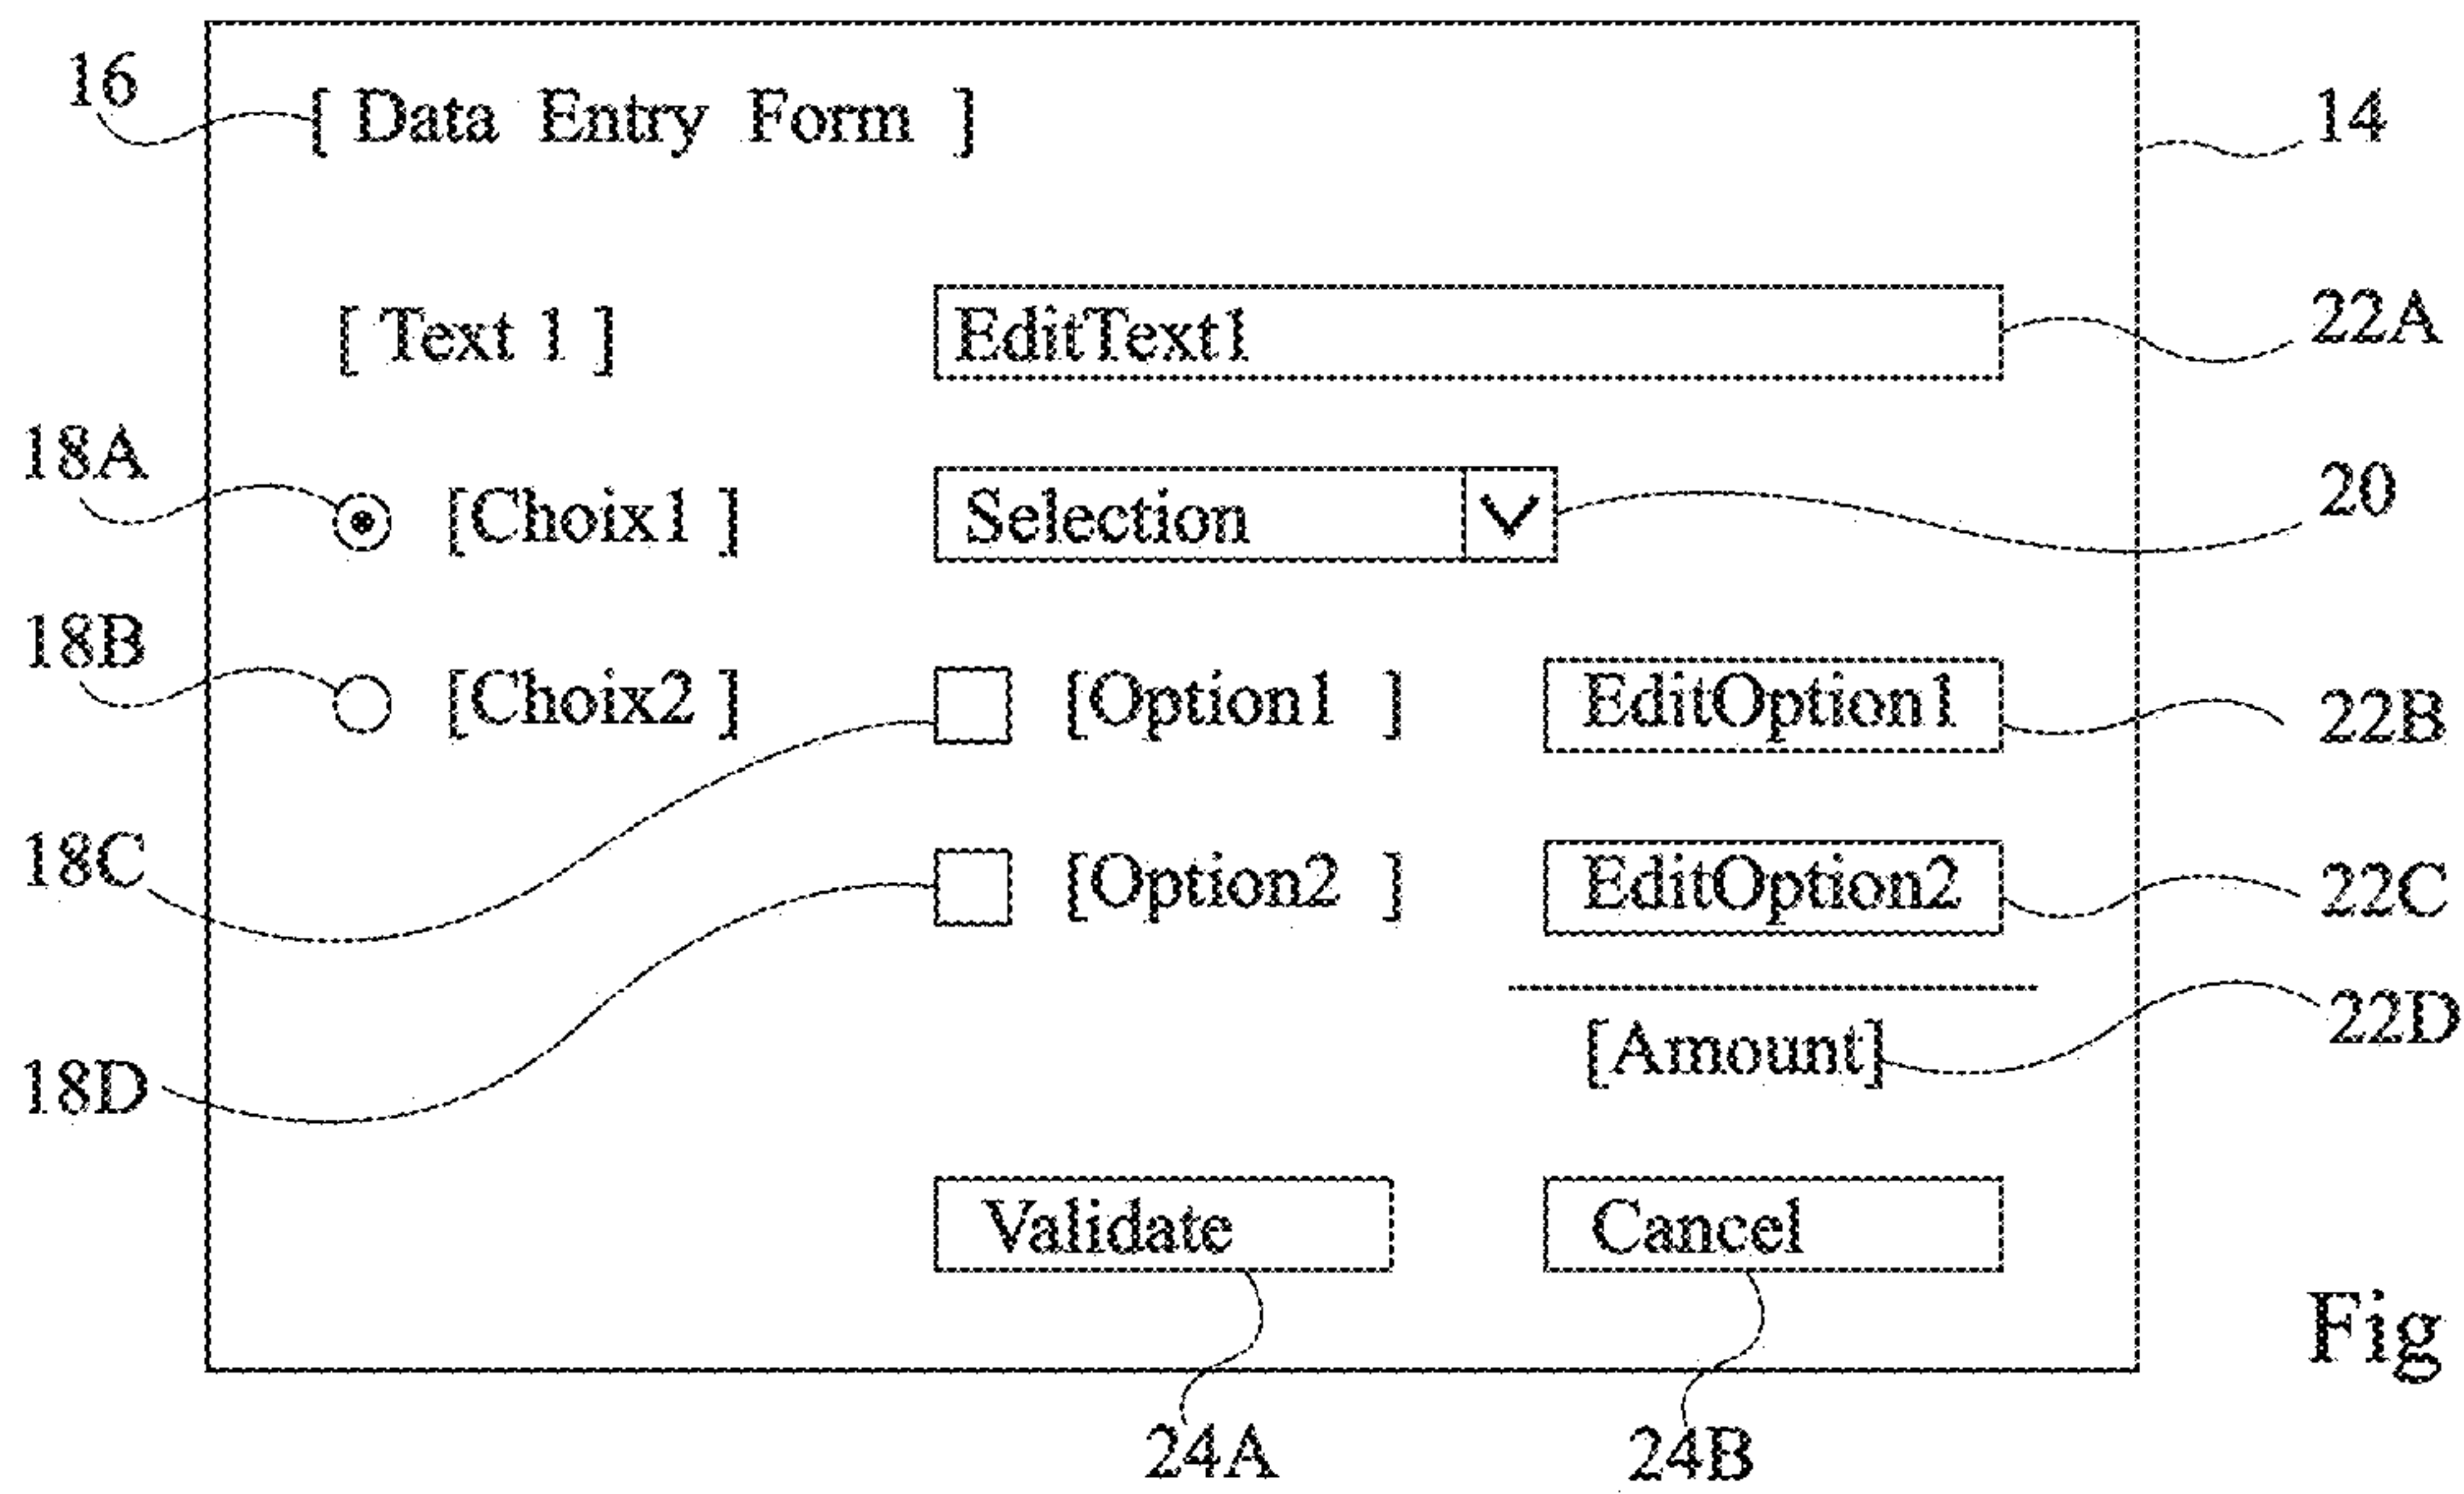 16 [ Data Entry Form ] 14
[ Text 1 ] EditText1 22A
18A [Choix1 ] Selection 20
18B [Choix2 ] [Option1 ] EditOption1 22B
18C [Option2 ] EditOption2 22C
18D [Amount] 22D
Validate Cancel
Fig
24A 24B